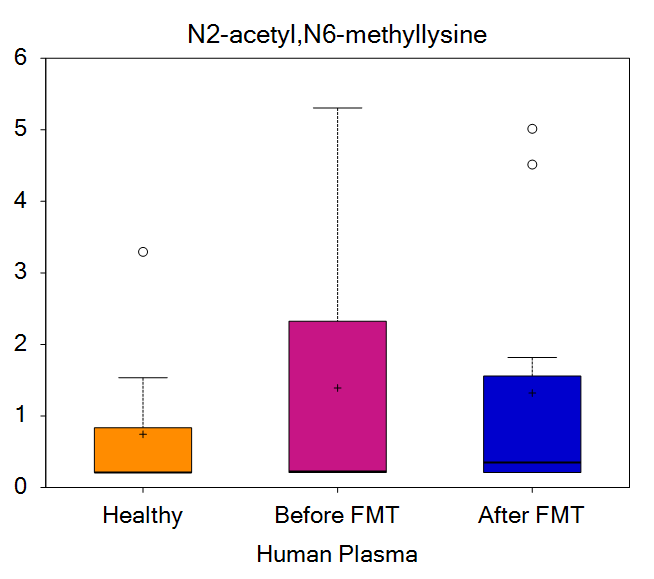 N2-acetyl,N6-methyllysine
6
5
4
3
2
1
0
Healthy Before FMT After FMT
Human Plasma